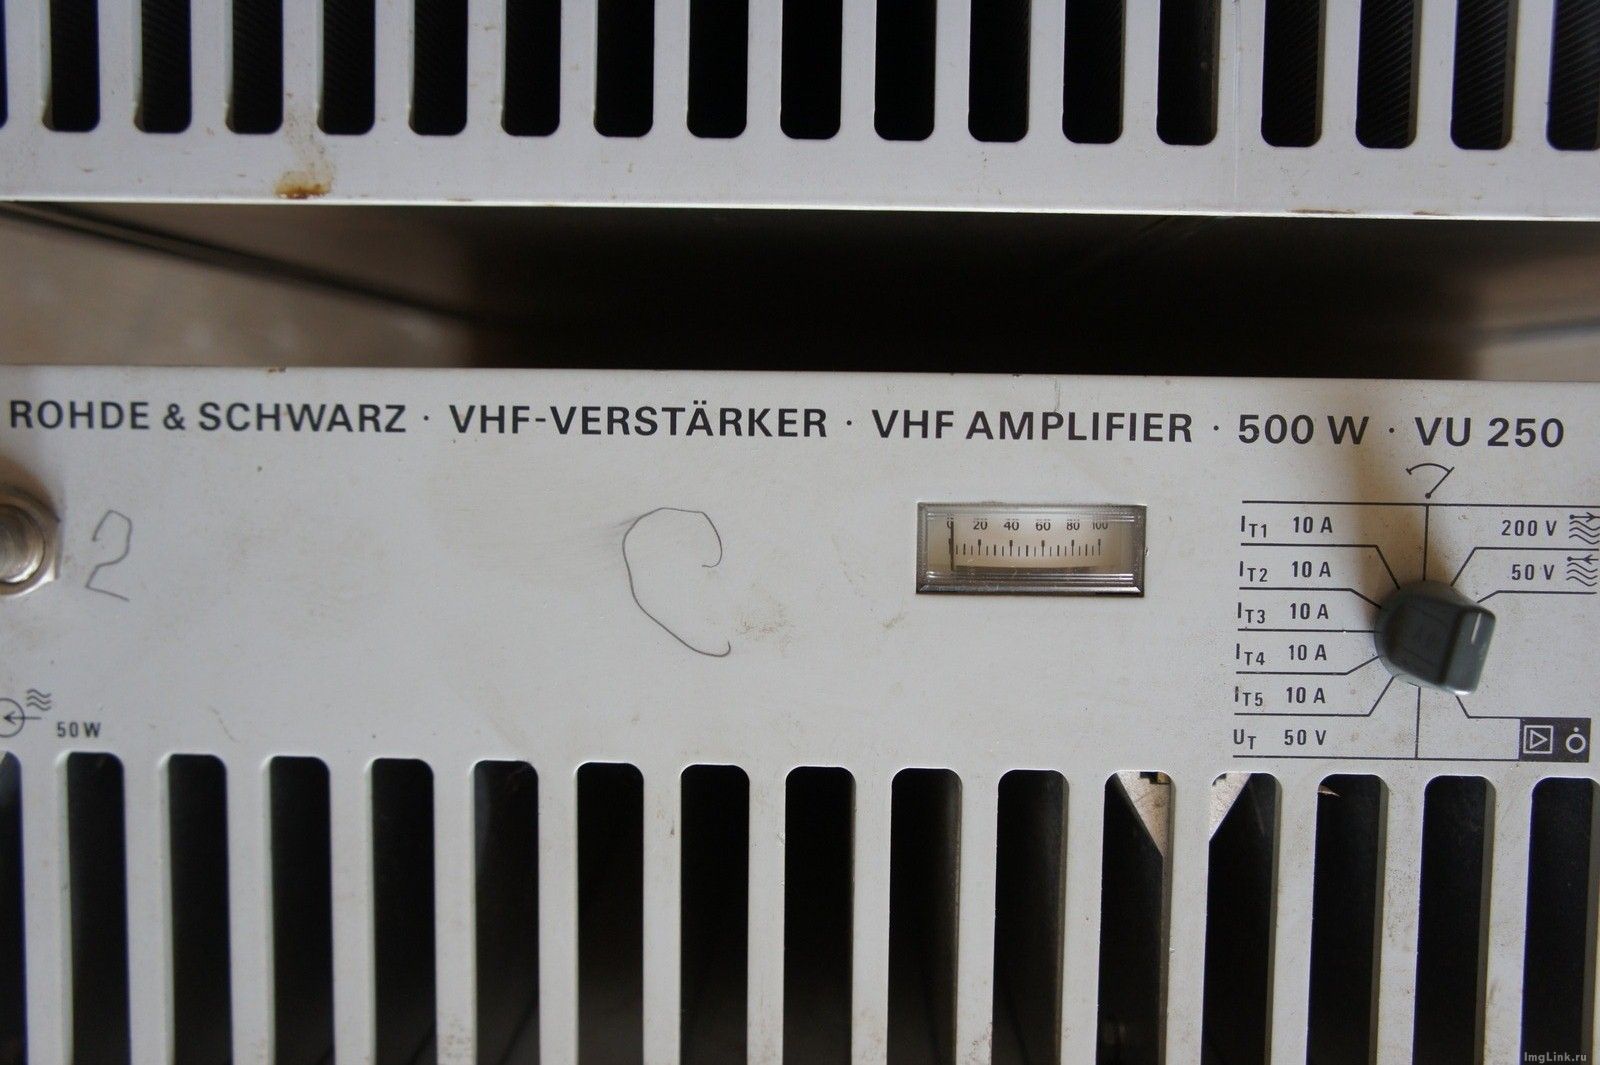 ROHDE & SCHWARZ · VHF-VERSTÄRKER · VHF AMPLIFIER · 500 W · VU 250
2
0 20 40 60 80 100
IT1 10 A
200 V
IT2 10 A
50 V
IT3 10 A
IT4 10 A
IT5 10 A
UT 50 V
50 W
ImgLink.ru